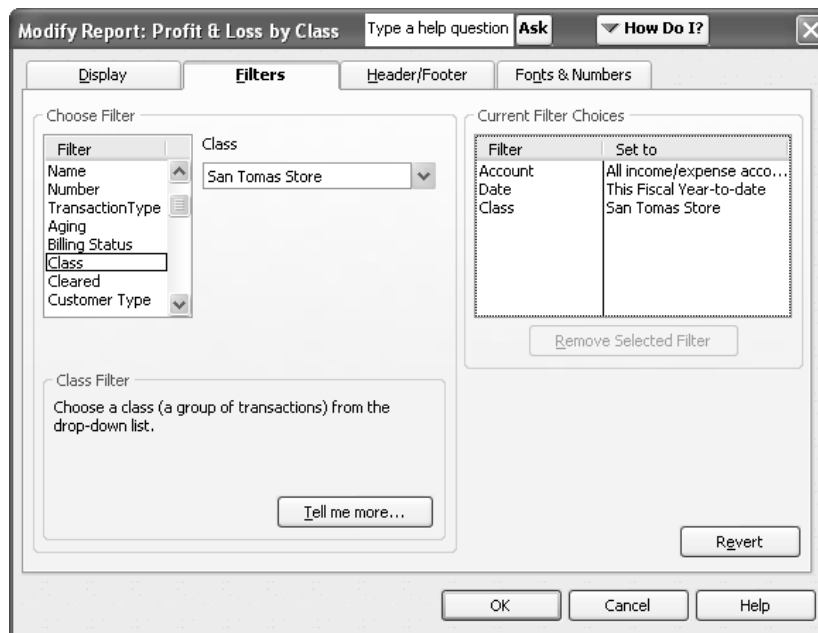 Modify Report: Profit & Loss by Class
Type a help question
Ask
How Do I?
Display
Filters
Header/Footer
Fonts & Numbers
Choose Filter
Filter
Name
Number
TransactionType
Aging
Billing Status
Class
Cleared
Customer Type
Class
San Tomas Store
Current Filter Choices
Filter Set to
Account All income/expense acco...
Date This Fiscal Year-to-date
Class San Tomas Store
Remove Selected Filter
Class Filter
Choose a class (a group of transactions) from the
drop-down list.
Tell me more...
Revert
OK
Cancel
Help